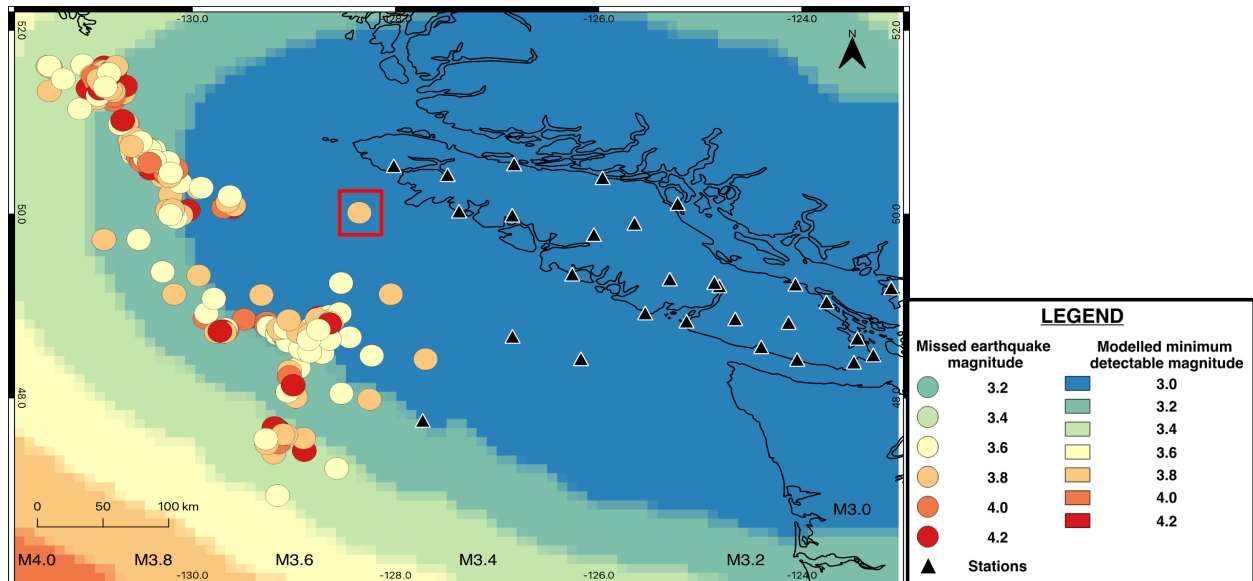 -130.0 -128.0 -126.0 -124.0
52.0 52.0
N
50.0 50.0
48.0 48.0
0 50 100 km
M3.0
M4.0 M3.8 M3.6 M3.4 M3.2
-130.0 -128.0 -126.0 -124.0
LEGEND
Missed earthquake magnitude
3.2
3.4
3.6
3.8
4.0
4.2
Stations
Modelled minimum detectable magnitude
3.0
3.2
3.4
3.6
3.8
4.0
4.2